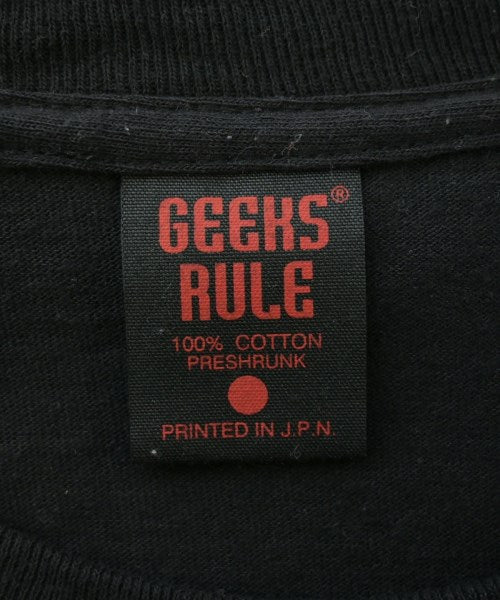 GEEKS®
RULE
100% COTTON
PRESHRUNK
PRINTED IN J.P.N.